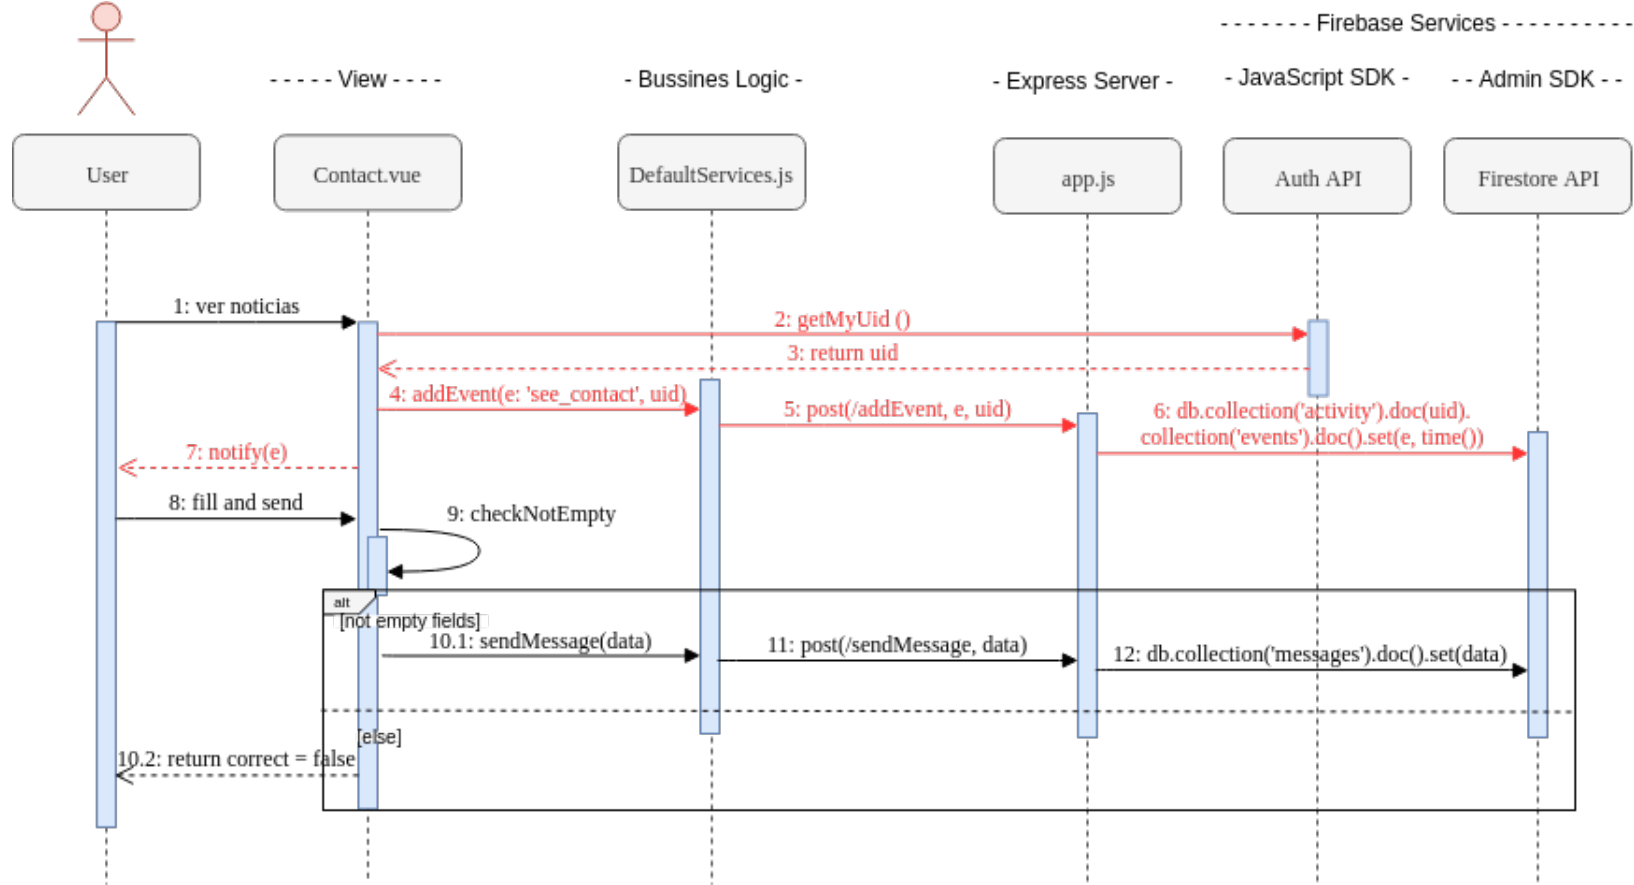 - - - - - - - Firebase Services - - - - - - - - - -
- - - - - View - - - -
- Bussines Logic -
- Express Server -
- JavaScript SDK -
- - Admin SDK - -
User
Contact.vue
DefaultServices.js
app.js
Auth API
Firestore API
1: ver noticias
2: getMyUid ()
3: return uid
4: addEvent(e: 'see_contact', uid)
5: post(/addEvent, e, uid)
6: db.collection('activity').doc(uid).
collection('events').doc().set(e, time())
7: notify(e)
8: fill and send
9: checkNotEmpty
alt
[not empty fields]
10.1: sendMessage(data)
11: post(/sendMessage, data)
12: db.collection('messages').doc().set(data)
[else]
10.2: return correct = false